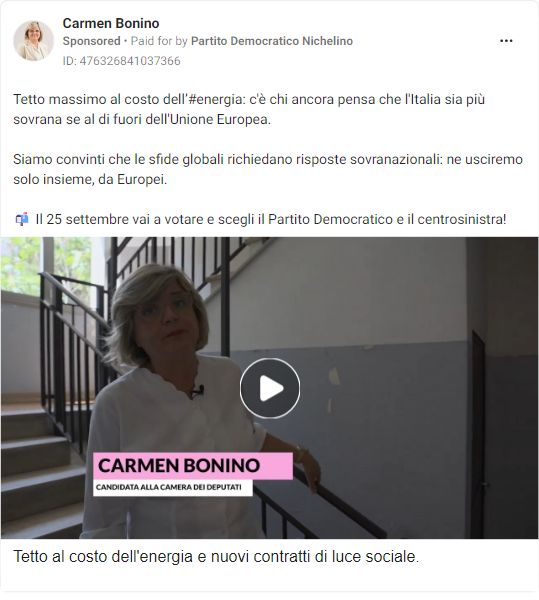 Carmen Bonino
Sponsored • Paid for by Partito Democratico Nichelino
ID: 476326841037366
Tetto massimo al costo dell'#energia: c'è chi ancora pensa che l'Italia sia più
sovrana se al di fuori dell'Unione Europea.
Siamo convinti che le sfide globali richiedano risposte sovranazionali: ne usciremo
solo insieme, da Europei.
📬 Il 25 settembre vai a votare e scegli il Partito Democratico e il centrosinistra!
CARMEN BONINO
CANDIDATA ALLA CAMERA DEI DEPUTATI
Tetto al costo dell'energia e nuovi contratti di luce sociale.